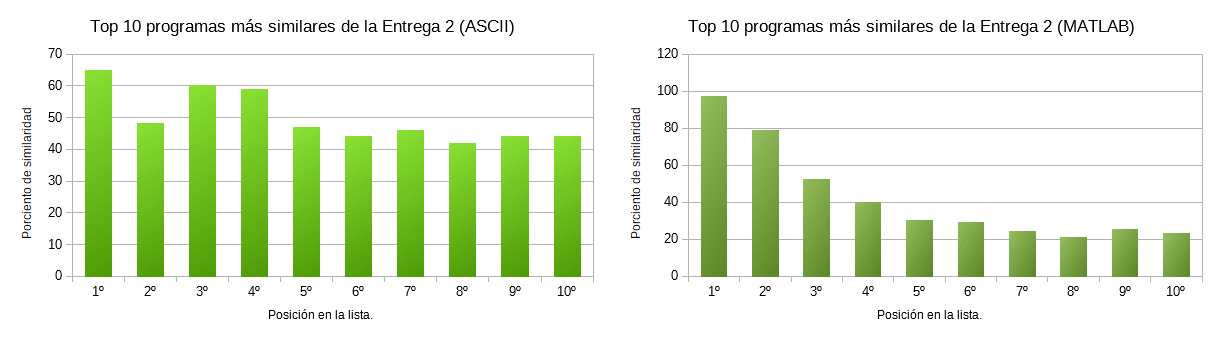 Top 10 programas más similares de la Entrega 2 (ASCII)
Porciento de similaridad
70
60
50
40
30
20
10
0
1º 2º 3º 4º 5º 6º 7º 8º 9º 10º
Posición en la lista.
Top 10 programas más similares de la Entrega 2 (MATLAB)
Porciento de similaridad
120
100
80
60
40
20
0
1º 2º 3º 4º 5º 6º 7º 8º 9º 10º
Posición en la lista.